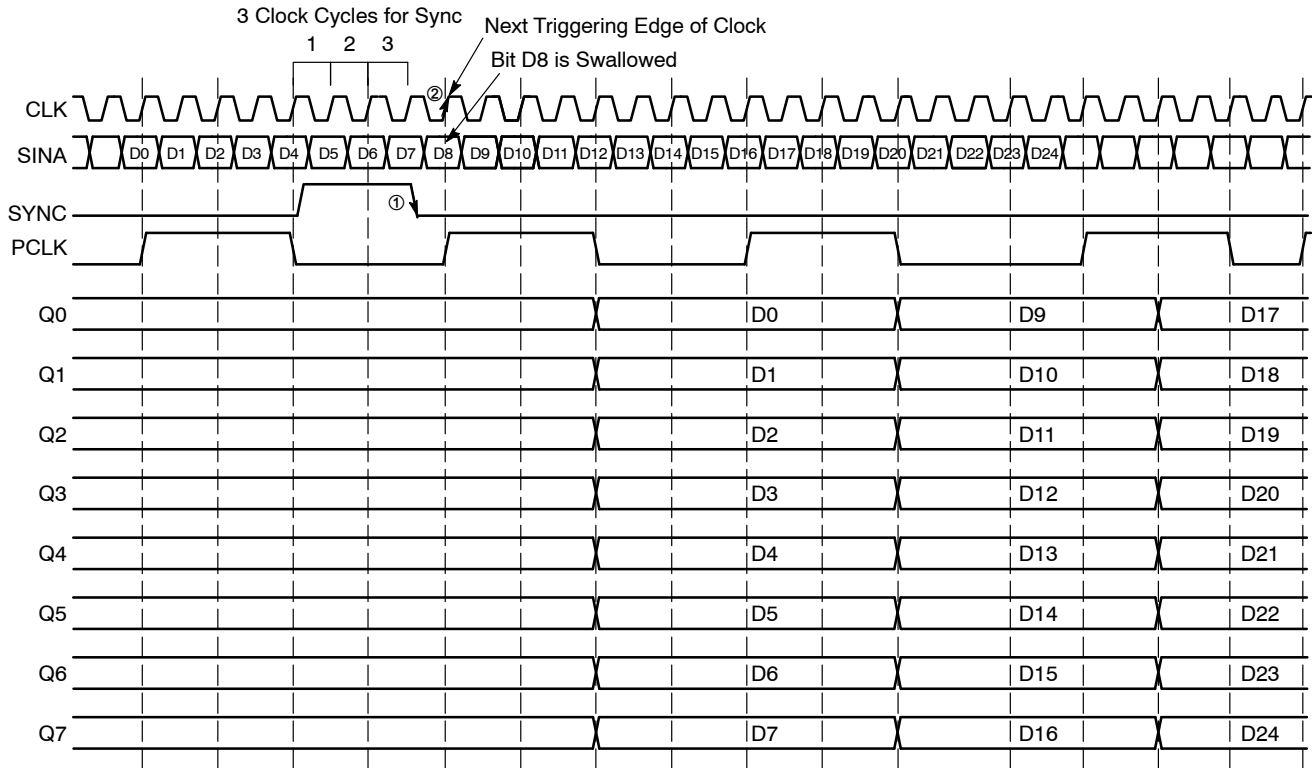 3 Clock Cycles for Sync
Next Triggering Edge of Clock
1 2 3
Bit D8 is Swallowed
②
CLK
SINA D0 D1 D2 D3 D4 D5 D6 D7 D8 D9 D10 D11 D12 D13 D14 D15 D16 D17 D18 D19 D20 D21 D22 D23 D24
SYNC ①
PCLK
Q0 D0 D9 D17
Q1 D1 D10 D18
Q2 D2 D11 D19
Q3 D3 D12 D20
Q4 D4 D13 D21
Q5 D5 D14 D22
Q6 D6 D15 D23
Q7 D7 D16 D24